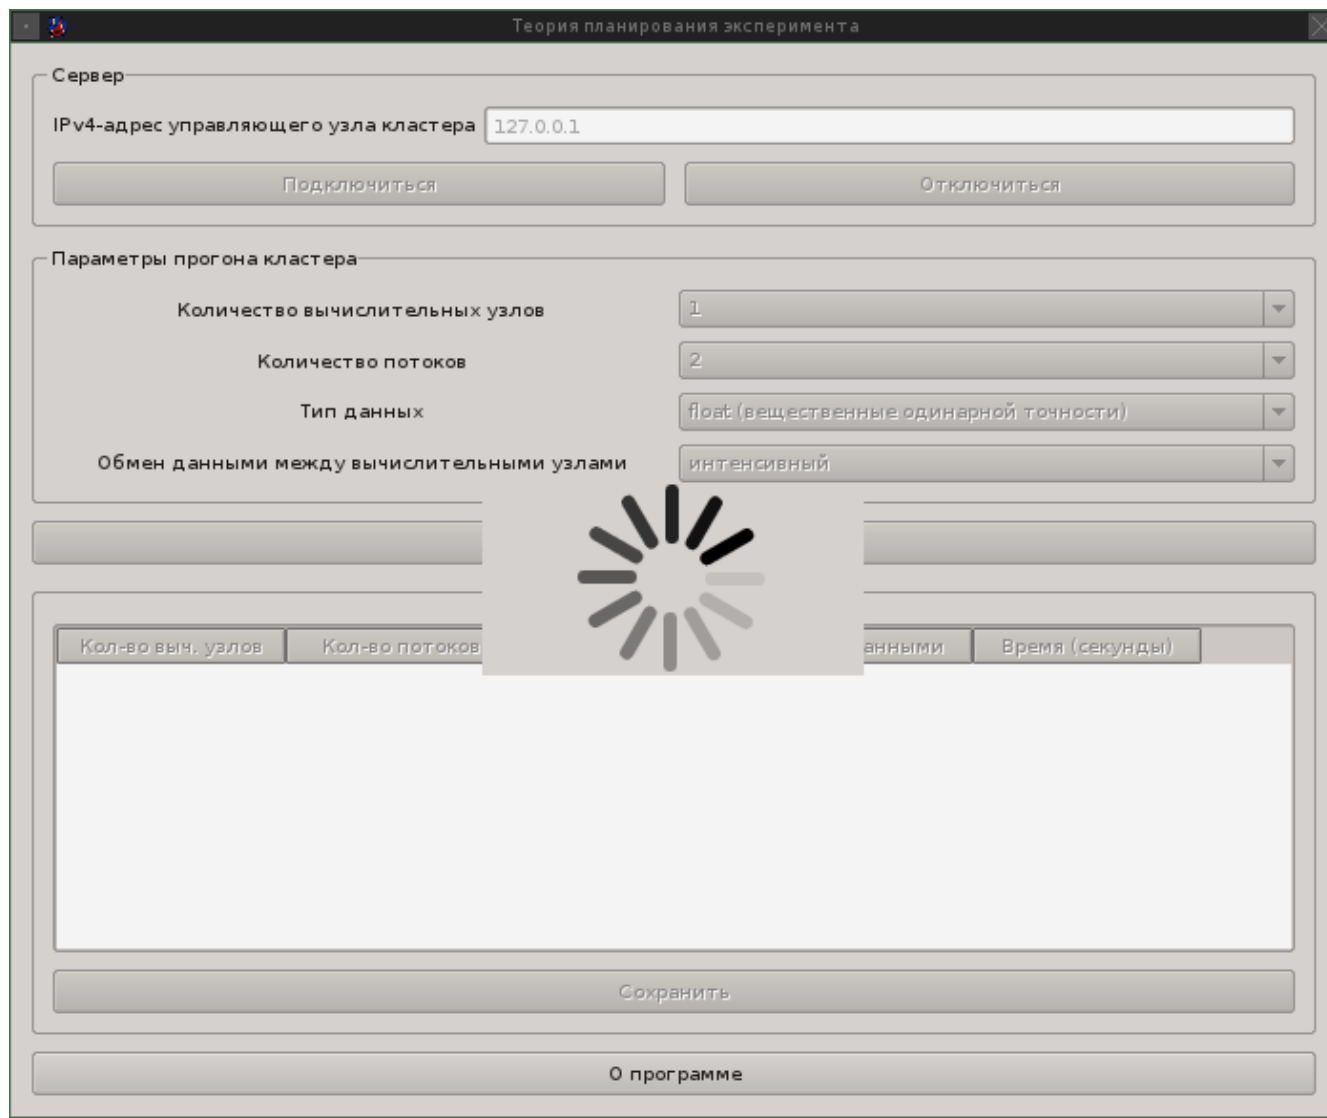 Теория планирования эксперимента
Сервер
IPv4-адрес управляющего узла кластера 127.0.0.1
Подключиться Отключиться
Параметры прогона кластера
Количество вычислительных узлов 1
Количество потоков 2
Тип данных float (вещественные одинарной точности)
Обмен данными между вычислительными узлами интенсивный
Кол-во выч. узлов Кол-во потоков анными Время (секунды)
Сохранить
О программе